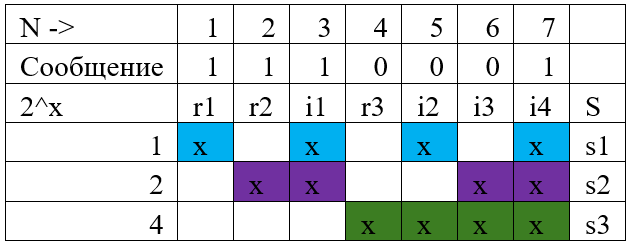 N -> 1 2 3 4 5 6 7
Сообщение 1 1 1 0 0 0 1
2^x r1 r2 i1 r3 i2 i3 i4 S
1 x x x x s1
2 x x x x s2
4 x x x x s3